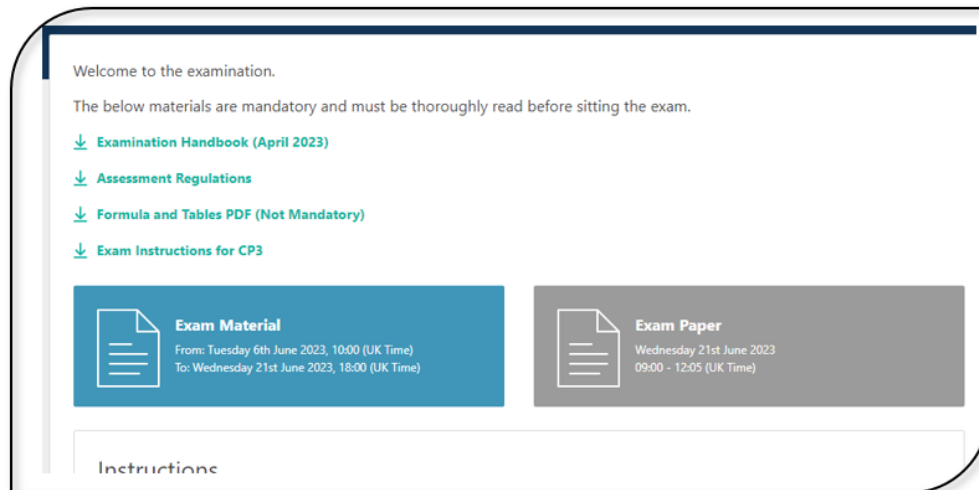 Welcome to the examination.
The below materials are mandatory and must be thoroughly read before sitting the exam.
Examination Handbook (April 2023)
Assessment Regulations
Formula and Tables PDF (Not Mandatory)
Exam Instructions for CP3
Exam Material
From: Tuesday 6th June 2023, 10:00 (UK Time)
To: Wednesday 21st June 2023, 18:00 (UK Time)
Exam Paper
Wednesday 21st June 2023
09:00 - 12:05 (UK Time)
Instructions